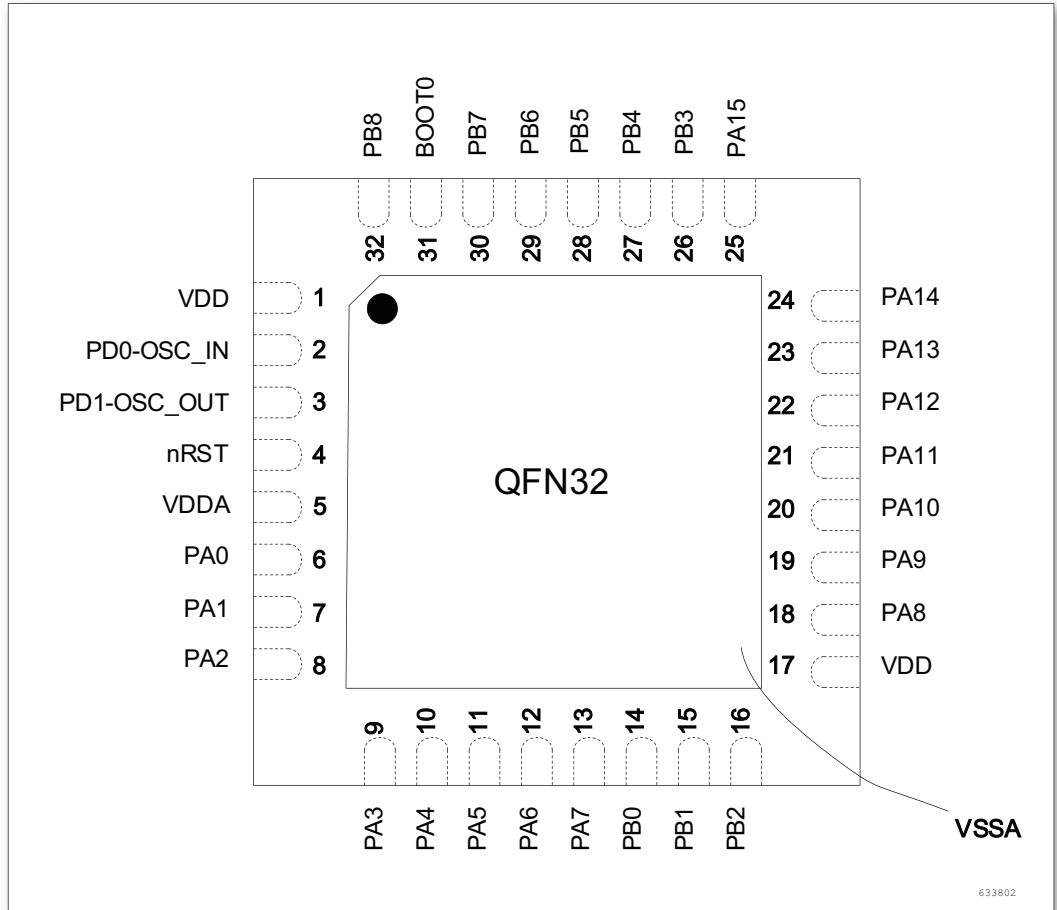 PB8
BOOT0
PB7
PB6
PB5
PB4
PB3
PA15
32
31
30
29
28
27
26
25
VDD
1
PD0-OSC_IN
2
PD1-OSC_OUT
3
nRST
4
VDDA
5
PA0
6
PA1
7
PA2
8
QFN32
24
PA14
23
PA13
22
PA12
21
PA11
20
PA10
19
PA9
18
PA8
17
VDD
9
10
11
12
13
14
15
16
PA3
PA4
PA5
PA6
PA7
PB0
PB1
PB2
VSSA
633802